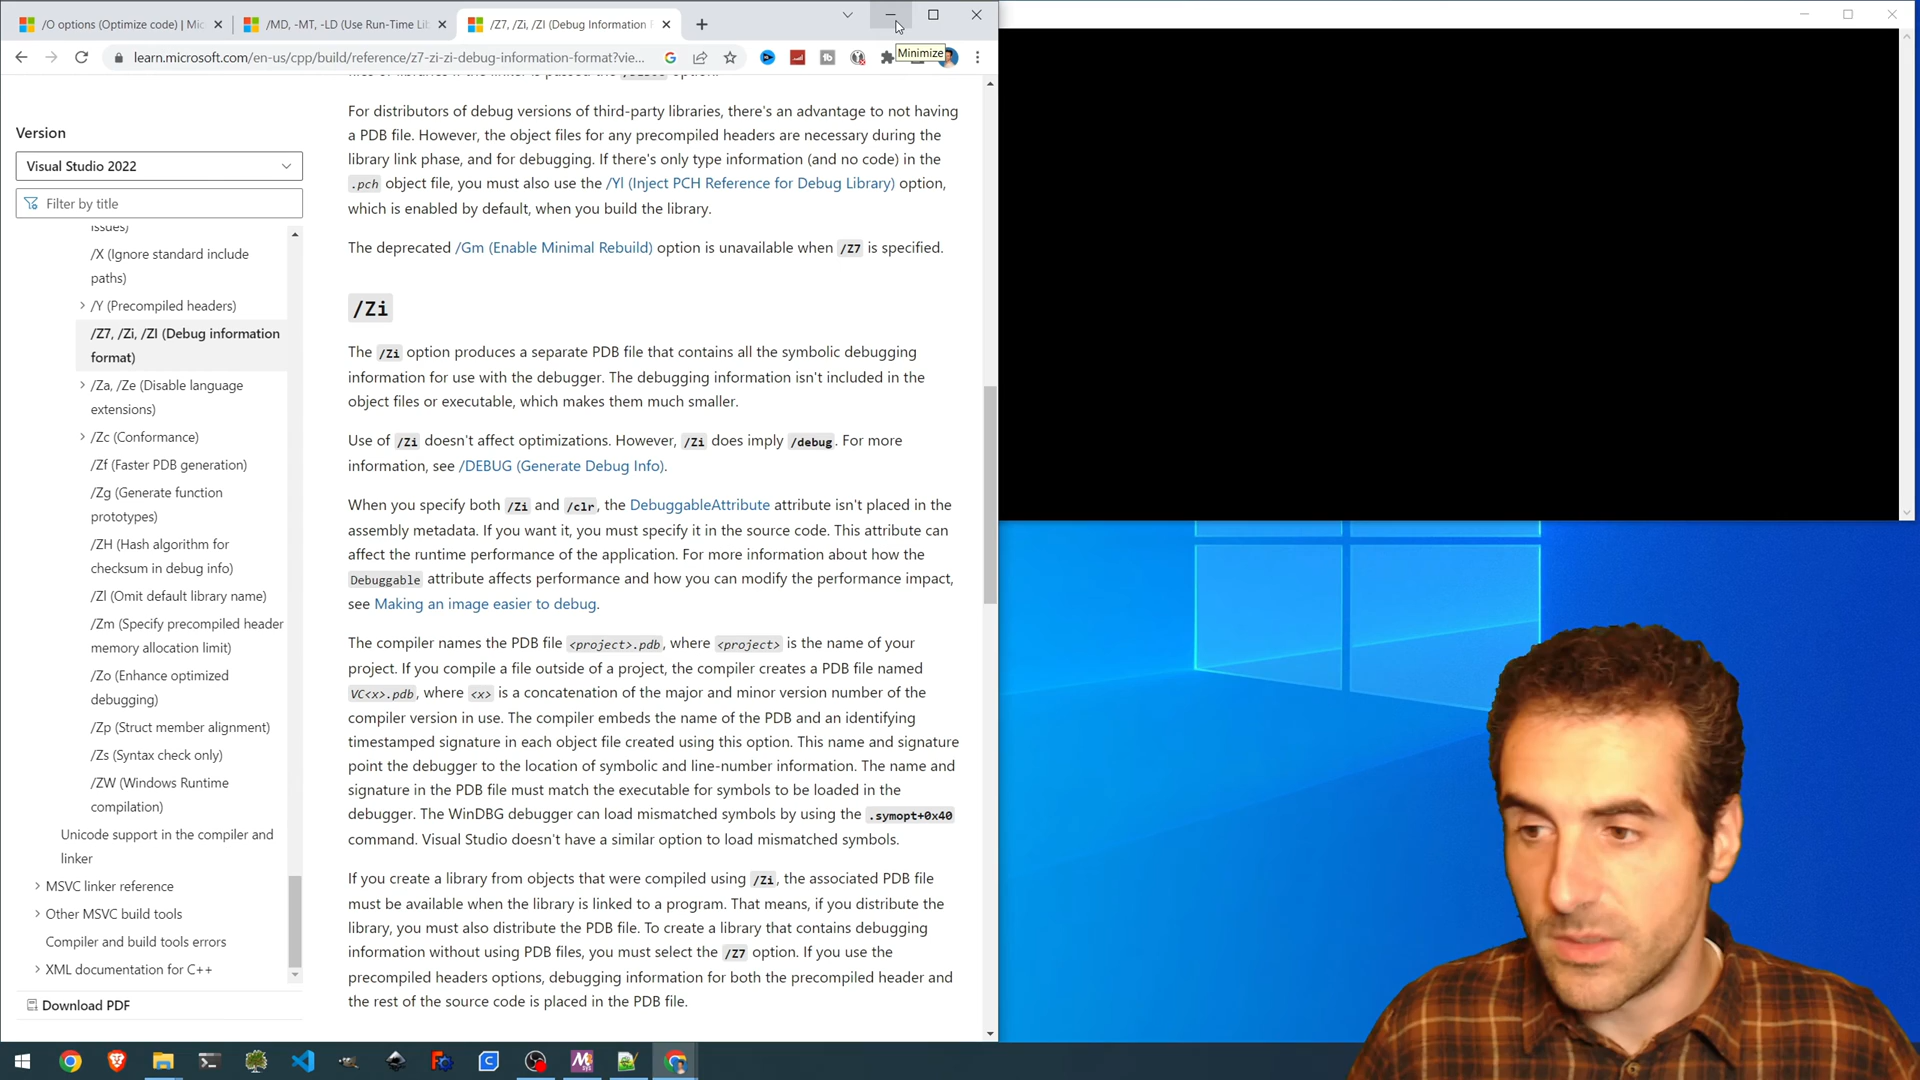 /O options (Optimize code) | Mic
/MD, -MT, -LD (Use Run-Time Lib
/Z7, /Zi, /ZI (Debug Information F
Minimize
learn.microsoft.com/en-us/cpp/build/reference/z7-zi-zi-debug-information-format?vie...
Version
Visual Studio 2022
Filter by title
issues)
/X (Ignore standard include
paths)
/Y (Precompiled headers)
/Z7, /Zi, /ZI (Debug information
format)
/Za, /Ze (Disable language
extensions)
/Zc (Conformance)
/Zf (Faster PDB generation)
/Zg (Generate function
prototypes)
/ZH (Hash algorithm for
checksum in debug info)
/Zl (Omit default library name)
/Zm (Specify precompiled header
memory allocation limit)
/Zo (Enhance optimized
debugging)
/Zp (Struct member alignment)
/Zs (Syntax check only)
/ZW (Windows Runtime
compilation)
Unicode support in the compiler and
linker
MSVC linker reference
Other MSVC build tools
Compiler and build tools errors
XML documentation for C++
Download PDF
For distributors of debug versions of third-party libraries, there's an advantage to not having
a PDB file. However, the object files for any precompiled headers are necessary during the
library link phase, and for debugging. If there's only type information (and no code) in the
.pch object file, you must also use the /Yl (Inject PCH Reference for Debug Library) option,
which is enabled by default, when you build the library.
The deprecated /Gm (Enable Minimal Rebuild) option is unavailable when /Z7 is specified.
/Zi
The /Zi option produces a separate PDB file that contains all the symbolic debugging
information for use with the debugger. The debugging information isn't included in the
object files or executable, which makes them much smaller.
Use of /Zi doesn't affect optimizations. However, /Zi does imply /debug. For more
information, see /DEBUG (Generate Debug Info).
When you specify both /Zi and /clr, the DebuggableAttribute attribute isn't placed in the
assembly metadata. If you want it, you must specify it in the source code. This attribute can
affect the runtime performance of the application. For more information about how the
Debuggable attribute affects performance and how you can modify the performance impact,
see Making an image easier to debug.
The compiler names the PDB file <project>.pdb, where <project> is the name of your
project. If you compile a file outside of a project, the compiler creates a PDB file named
VC<x>.pdb, where <x> is a concatenation of the major and minor version number of the
compiler version in use. The compiler embeds the name of the PDB and an identifying
timestamped signature in each object file created using this option. This name and signature
point the debugger to the location of symbolic and line-number information. The name and
signature in the PDB file must match the executable for symbols to be loaded in the
debugger. The WinDBG debugger can load mismatched symbols by using the .symopt+0x40
command. Visual Studio doesn't have a similar option to load mismatched symbols.
If you create a library from objects that were compiled using /Zi, the associated PDB file
must be available when the library is linked to a program. That means, if you distribute the
library, you must also distribute the PDB file. To create a library that contains debugging
information without using PDB files, you must select the /Z7 option. If you use the
precompiled headers options, debugging information for both the precompiled header and
the rest of the source code is placed in the PDB file.